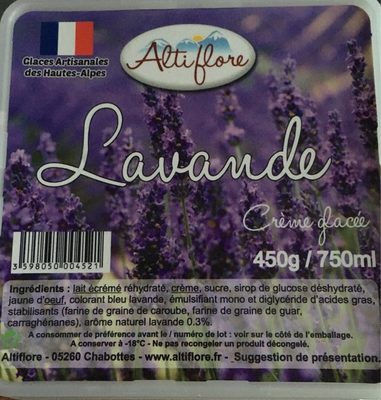 Glaces Artisanales
des Hautes-Alpes
Altiflore
Lavande
Crème glacée
450g / 750ml
3 598050 004521
Ingrédients : lait écrémé réhydraté, crème, sucre, sirop de glucose déshydraté,
jaune d'oeuf, colorant bleu lavande, émulsifiant mono et diglycéride d'acides gras,
stabilisants (farine de graine de caroube, farine de graine de guar,
carraghénanes), arôme naturel lavande 0.3%.
A consommer de préférence avant le / numéro de lot : voir sur le côté de l'emballage.
A conserver à -18°C - Ne pas recongeler un produit décongelé.
Altiflore - 05260 Chabottes - www.altiflore.fr - Suggestion de présentation.